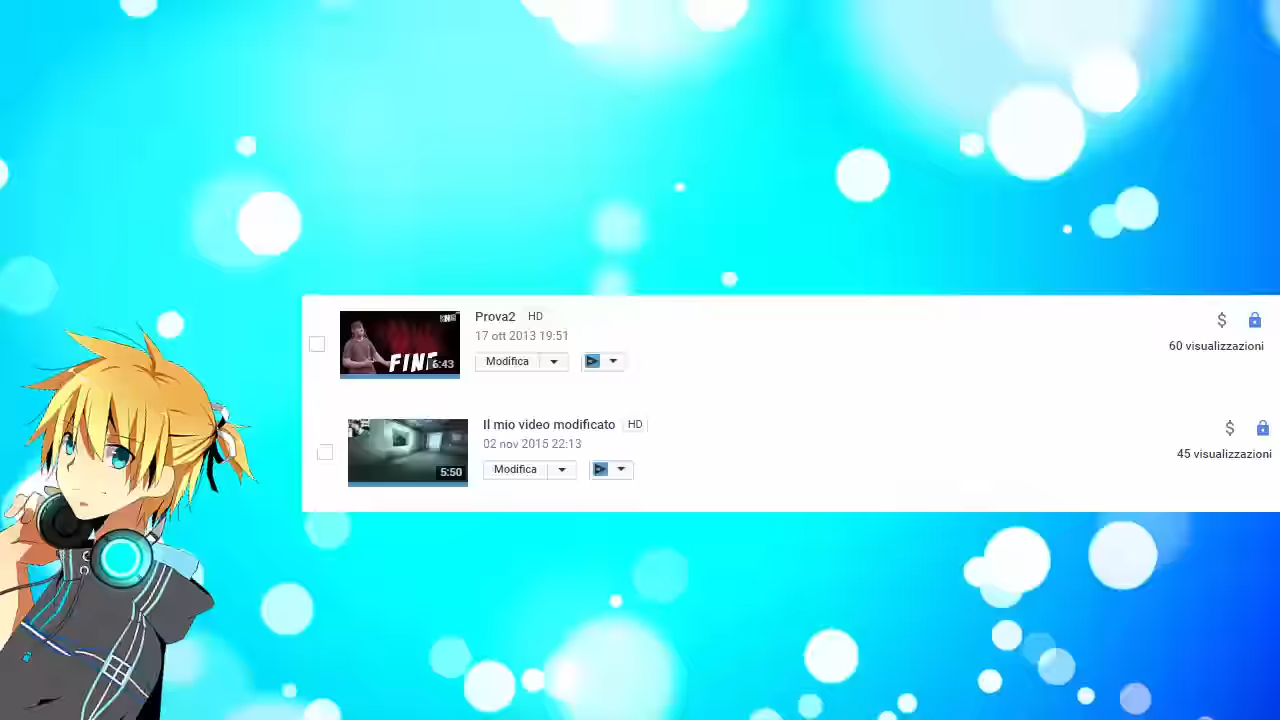 Prova2 HD
17 ott 2013 19:51
Modifica
60 visualizzazioni
FINE
6:43
Il mio video modificato HD
02 nov 2015 22:13
Modifica
45 visualizzazioni
5:50